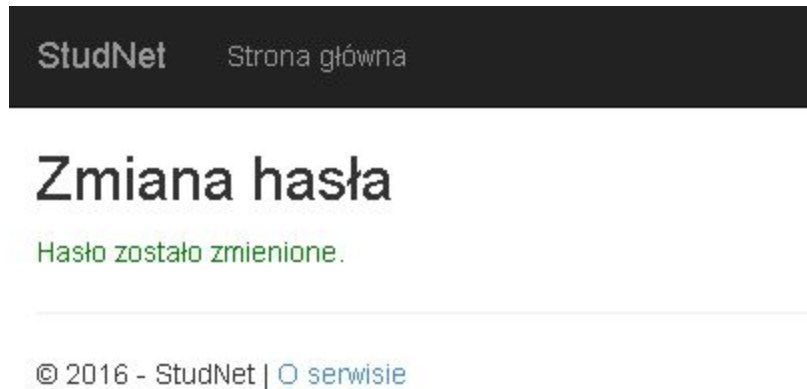 StudNet Strona główna
Zmiana hasła
Hasło zostało zmienione.
© 2016 - StudNet | O serwisie